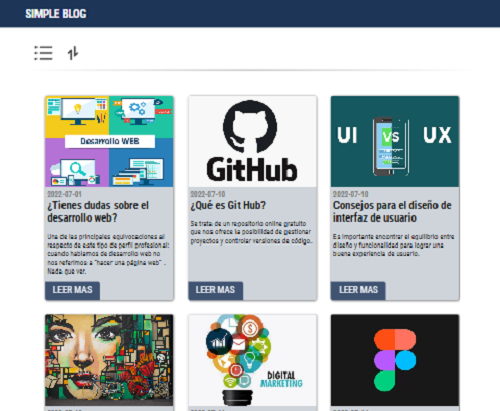 SIMPLE BLOG
Desarrollo WEB
2022-07-01
¿Tienes dudas sobre el
desarrollo web?
Una de las principales equivocaciones al
respecto de este tipo de perfil profesional:
cuando hablamos de desarrollo web no
nos referimos a "hacer una página web" ..
Nada que ver.
LEER MAS
GitHub
2022-07-10
¿Qué es Git Hub?
Se trata de un repositorio online gratuito
que nos ofrece la posibilidad de gestionar
proyectos y controlar versiones de código.
LEER MAS
UI VS UX
2022-07-10
Consejos para el diseño de
interfaz de usuario
Es importante encontrar el equilibrio entre
diseño y funcionalidad para lograr una
buena experiencia de usuario.
LEER MAS
DIGITAL
MARKETING